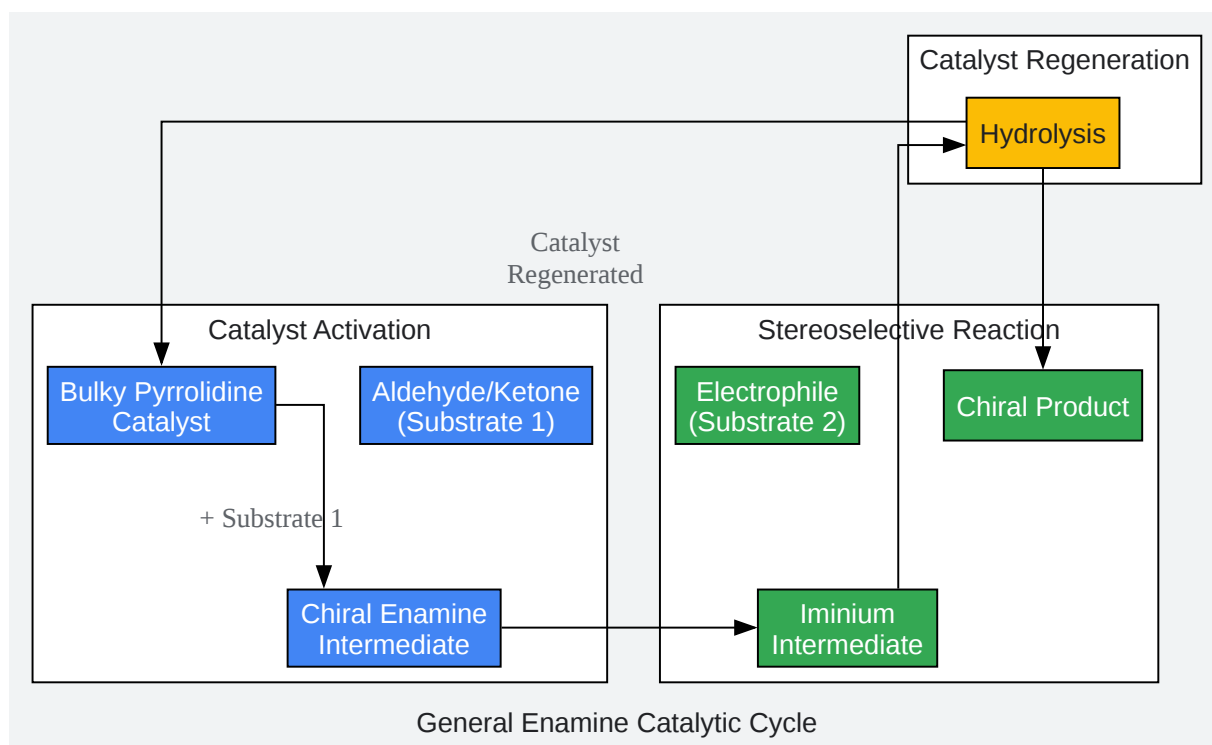 Catalyst Regeneration
Hydrolysis
Catalyst
Regenerated
Catalyst Activation
Bulky Pyrrolidine
Catalyst
Aldehyde/Ketone
(Substrate 1)
+ Substrate 1
Chiral Enamine
Intermediate
Stereoselective Reaction
Electrophile
(Substrate 2)
Chiral Product
Iminium
Intermediate
General Enamine Catalytic Cycle